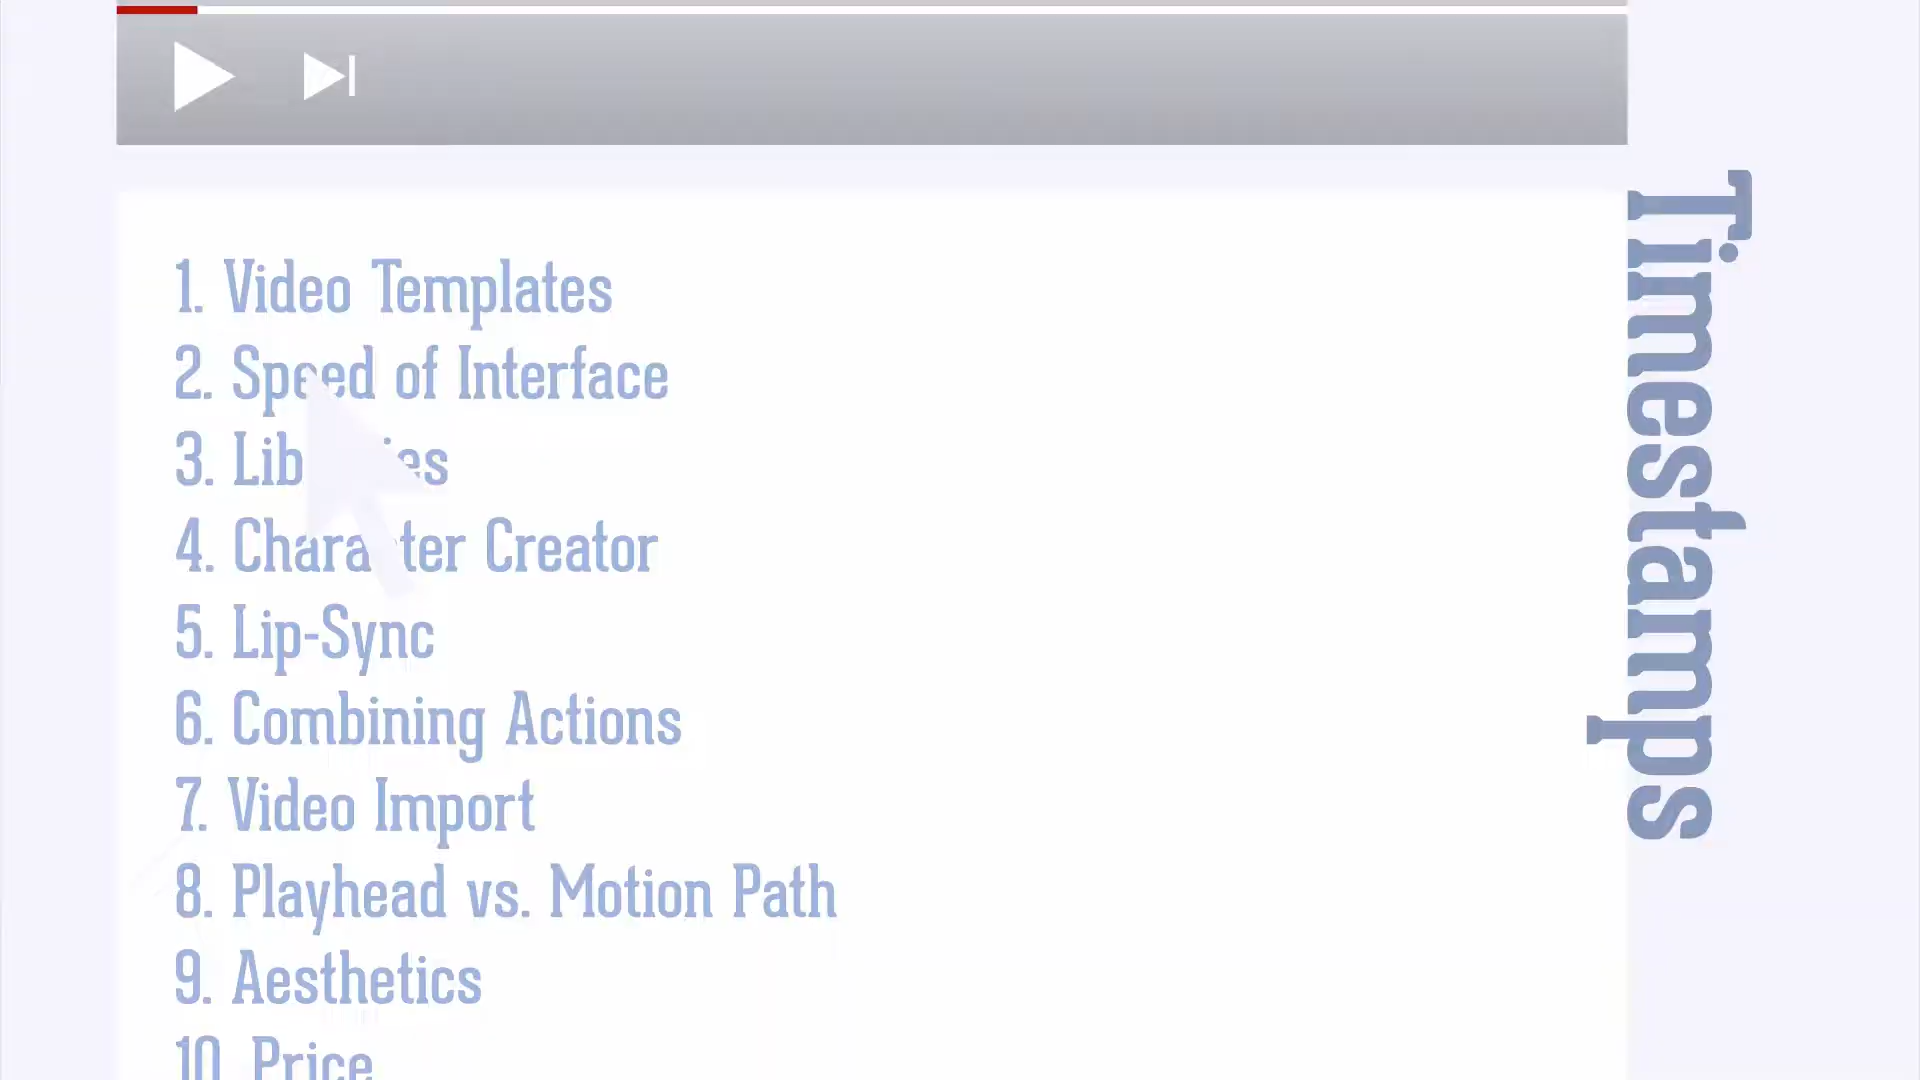 1. Video Templates
2. Speed of Interface
3. Libraries
4. Character Creator
5. Lip-Sync
6. Combining Actions
7. Video Import
8. Playhead vs. Motion Path
9. Aesthetics
10. Price
Timestamps